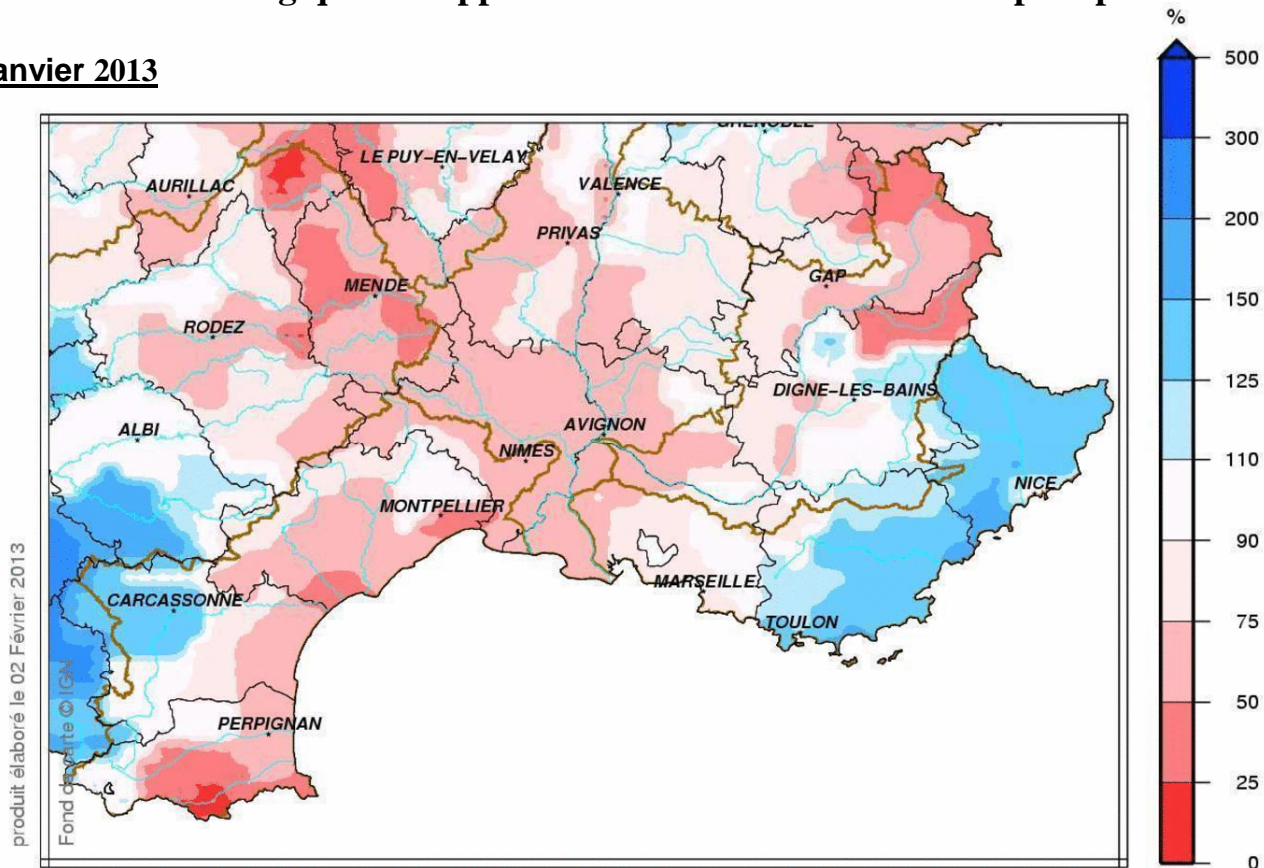 anvier 2013
%
500
300
200
150
125
110
90
75
50
25
0
LE PUY-EN-VELAY
AURILLAC
VALENCE
PRIVAS
GAP
MENDE
RODEZ
DIGNE-LES-BAINS
ALBI
AVIGNON
NIMES
NICE
MONTPELLIER
MARSEILLE
CARCASSONNE
TOULON
PERPIGNAN
produit élaboré le 02 Février 2013
Fond de carte © IGN